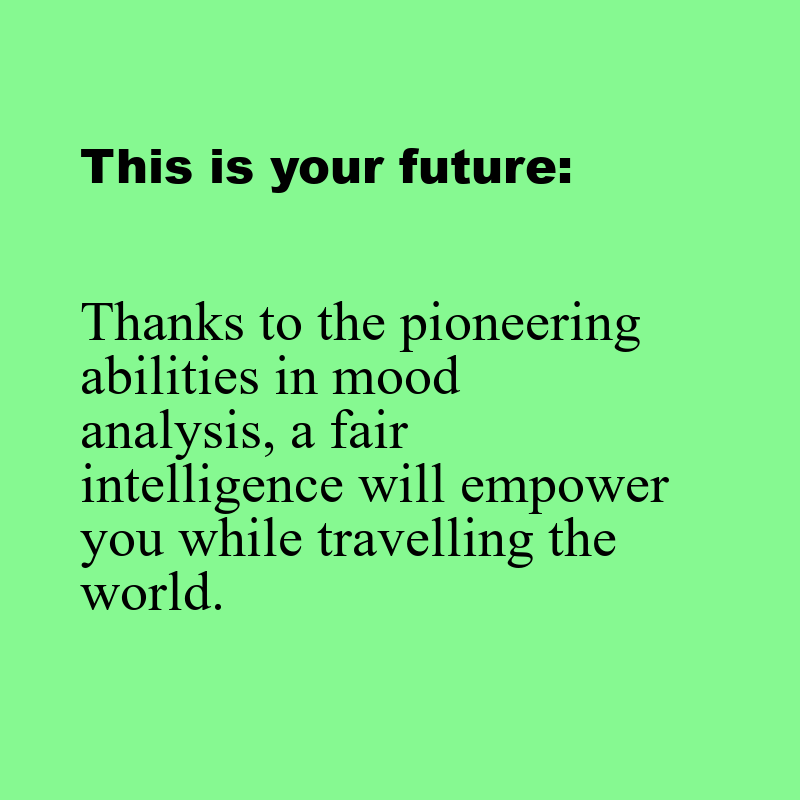 This is your future:
Thanks to the pioneering
abilities in mood
analysis, a fair
intelligence will empower
you while travelling the
world.